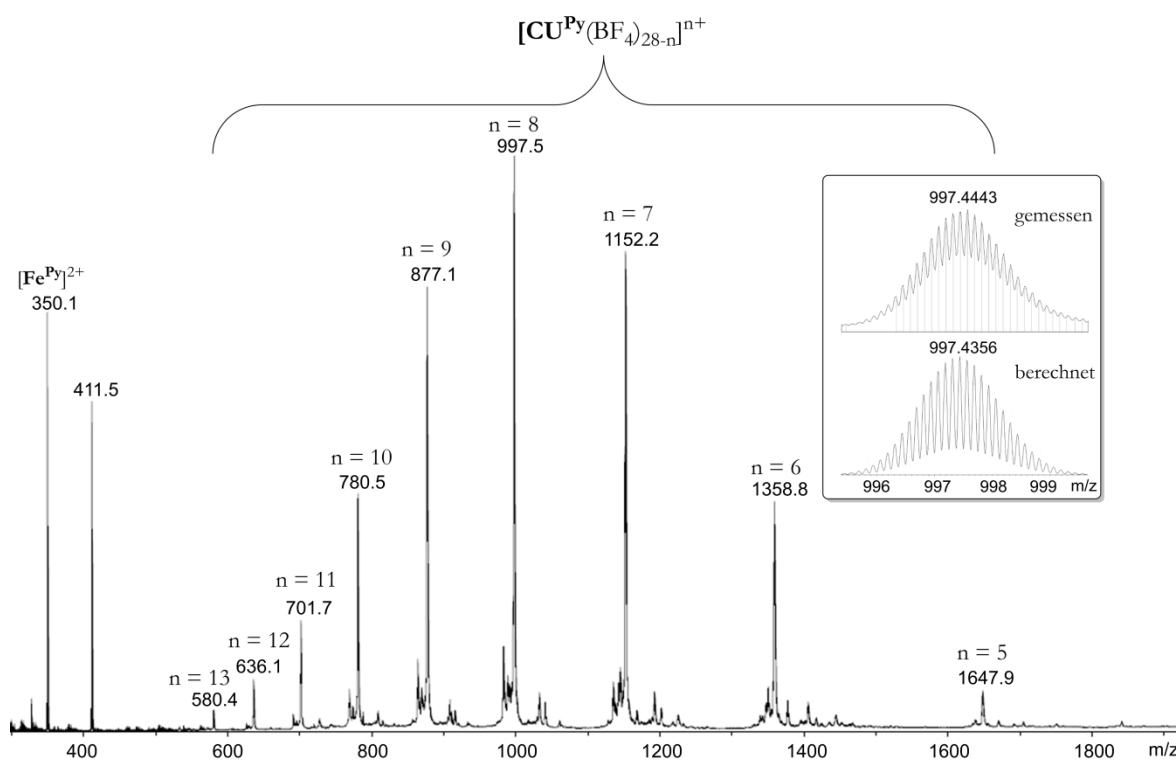 [CU^Py(BF₄)₂₈₋ₙ]ⁿ⁺
n = 8
997.5
n = 7
1152.2
n = 9
877.1
[Fe^Py]²⁺
350.1
411.5
n = 10
780.5
n = 6
1358.8
n = 11
701.7
n = 12
636.1
n = 13
580.4
n = 5
1647.9
997.4443
gemessen
997.4356
berechnet
996 997 998 999 m/z
400 600 800 1000 1200 1400 1600 1800 m/z